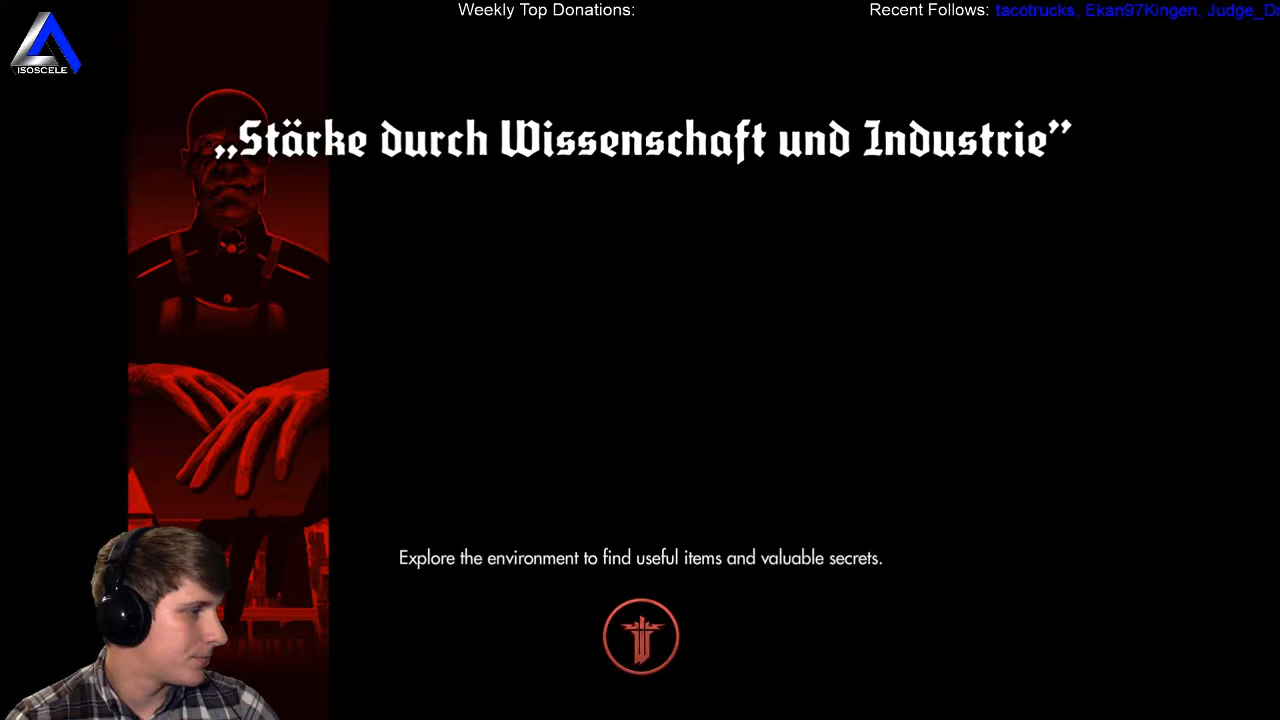 Weekly Top Donations:
Recent Follows: tacotrucks, Ekan97Kingen, Judge_Dr
ISOSCELE
„Stärke durch Wissenschaft und Industrie”
Explore the environment to find useful items and valuable secrets.